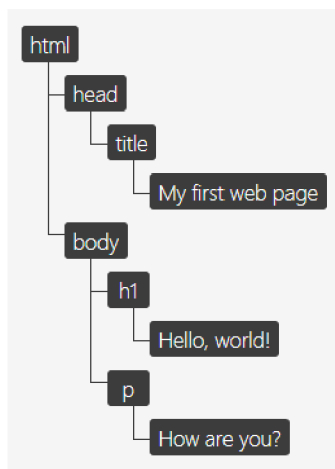 html
head
title
My first web page
body
h1
Hello, world!
p
How are you?